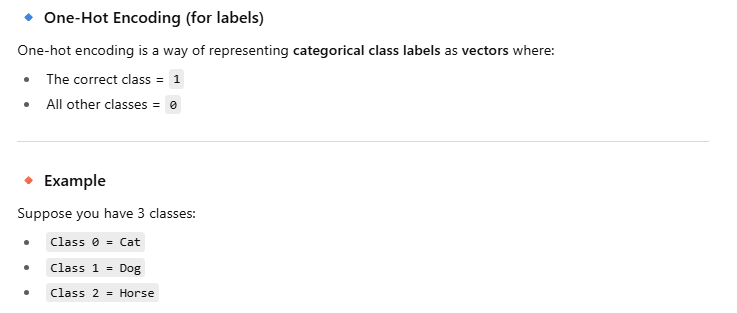 One-Hot Encoding (for labels)
One-hot encoding is a way of representing categorical class labels as vectors where:
The correct class = 1
All other classes = 0
Example
Suppose you have 3 classes:
Class 0 = Cat
Class 1 = Dog
Class 2 = Horse